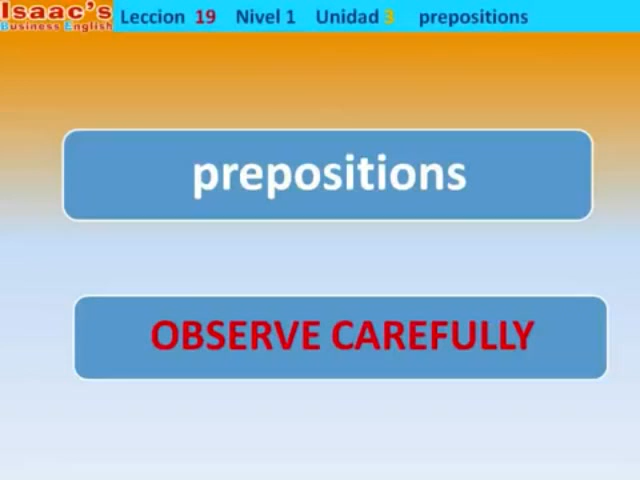 Isaac's
Business English
Leccion 19 Nivel 1 Unidad 3 prepositions
prepositions
OBSERVE CAREFULLY